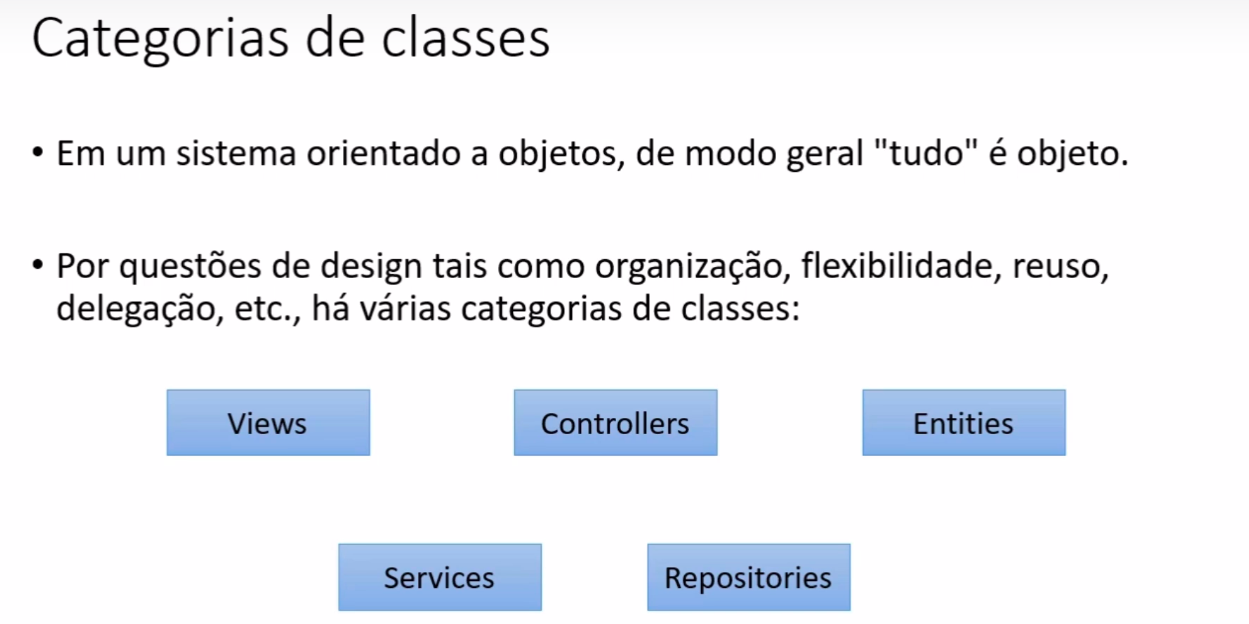 Categorias de classes
• Em um sistema orientado a objetos, de modo geral "tudo" é objeto.
• Por questões de design tais como organização, flexibilidade, reuso,
delegação, etc., há várias categorias de classes:
Views
Controllers
Entities
Services
Repositories